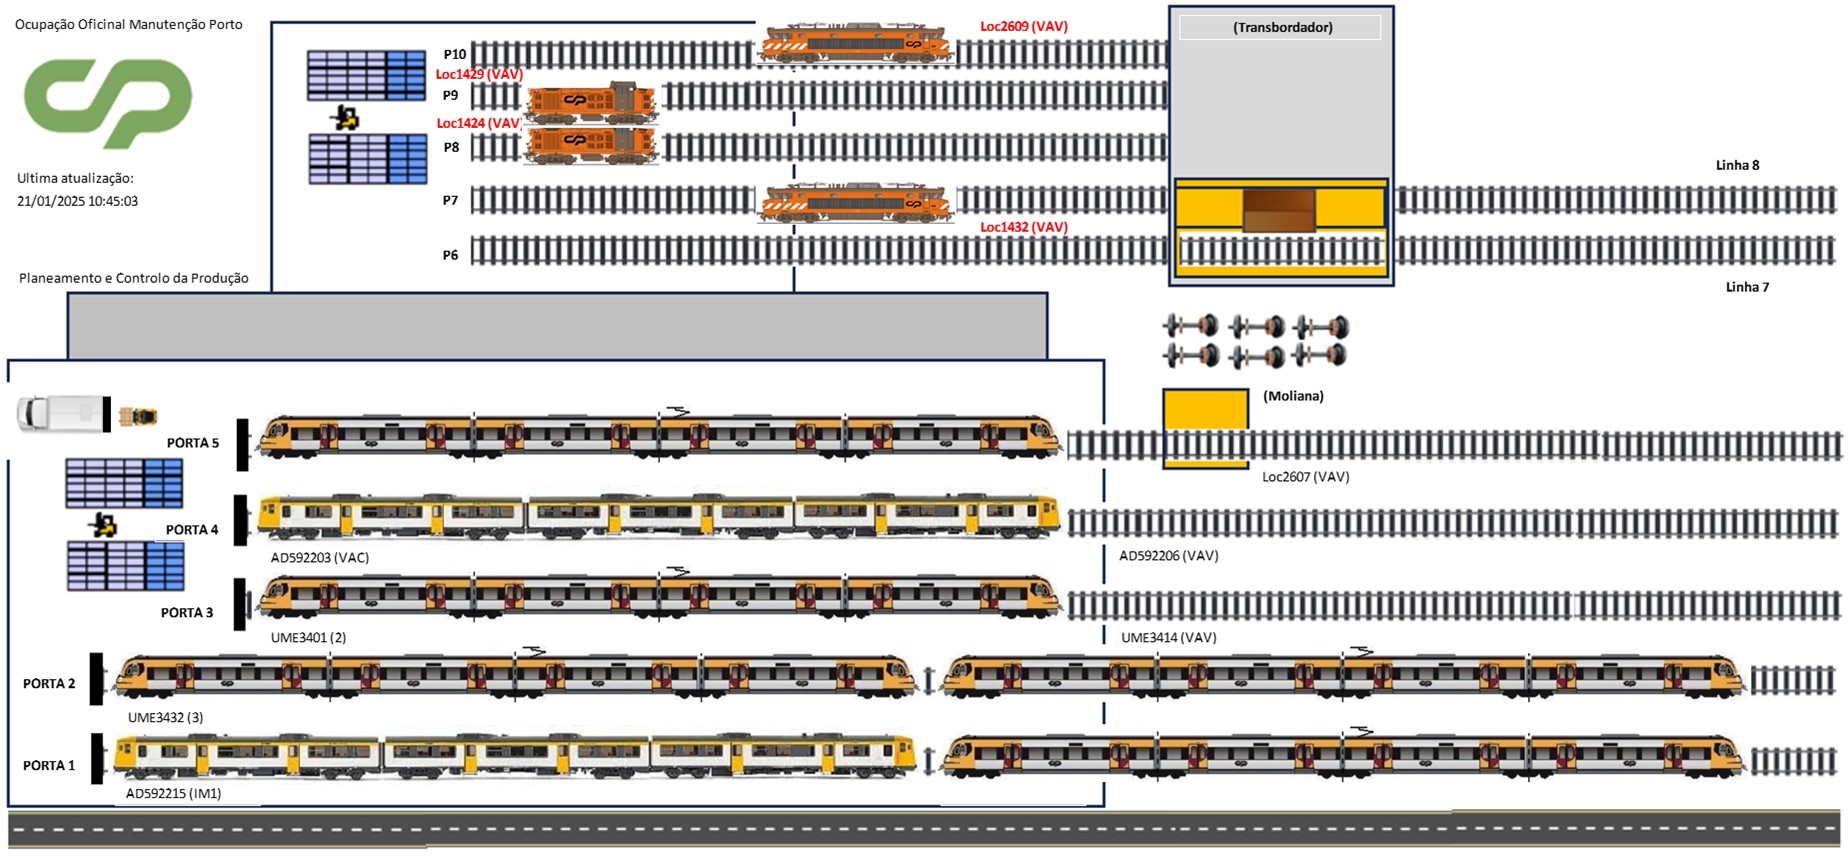 Ocupação Oficinal Manutenção Porto
CP
Ultima atualização:
21/01/2025 10:45:03
Planeamento e Controlo da Produção
P10
Loc2609 (VAV)
Loc1429 (VAV)
P9
Loc1424 (VAV)
P8
P7
Loc1432 (VAV)
P6
(Transbordador)
Linha 8
Linha 7
(Moliana)
PORTA 5
Loc2607 (VAV)
PORTA 4
AD592203 (VAC)
AD592206 (VAV)
PORTA 3
UME3401 (2)
UME3414 (VAV)
PORTA 2
UME3432 (3)
PORTA 1
AD592215 (IM1)